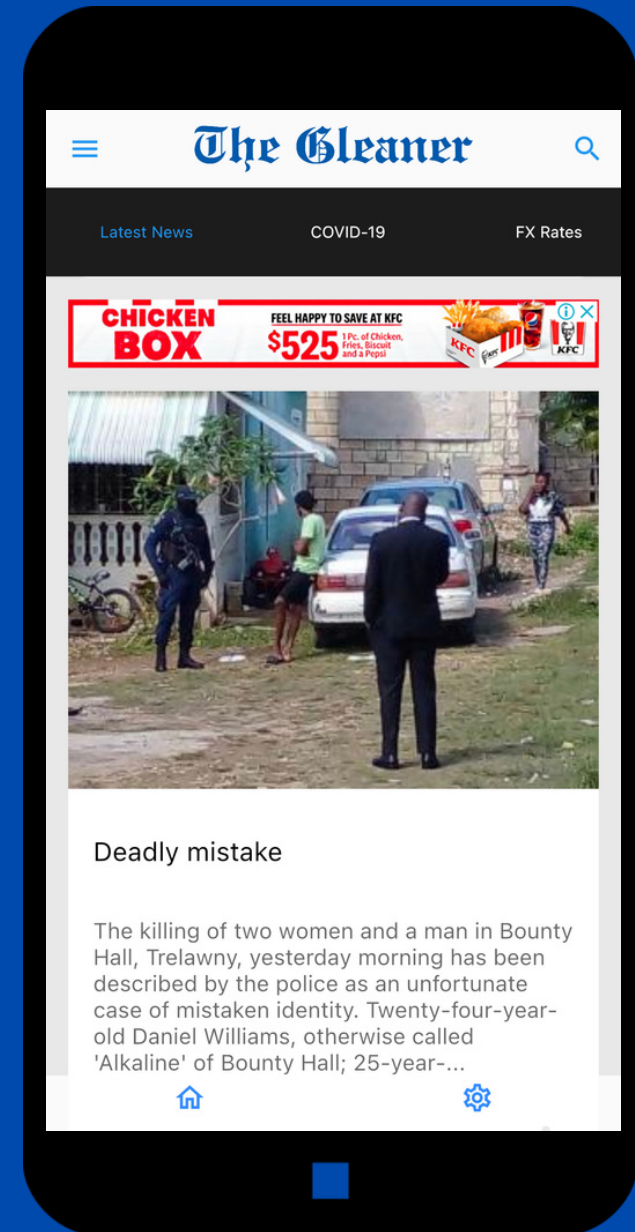 The Gleaner
Latest News COVID-19 FX Rates
CHICKEN
BOX
FEEL HAPPY TO SAVE AT KFC
$525
1 Pc. of Chicken,
Fries, Biscuit
and a Pepsi
KFC
KFC
Deadly mistake
The killing of two women and a man in Bounty
Hall, Trelawny, yesterday morning has been
described by the police as an unfortunate
case of mistaken identity. Twenty-four-year-
old Daniel Williams, otherwise called
'Alkaline' of Bounty Hall; 25-year-...